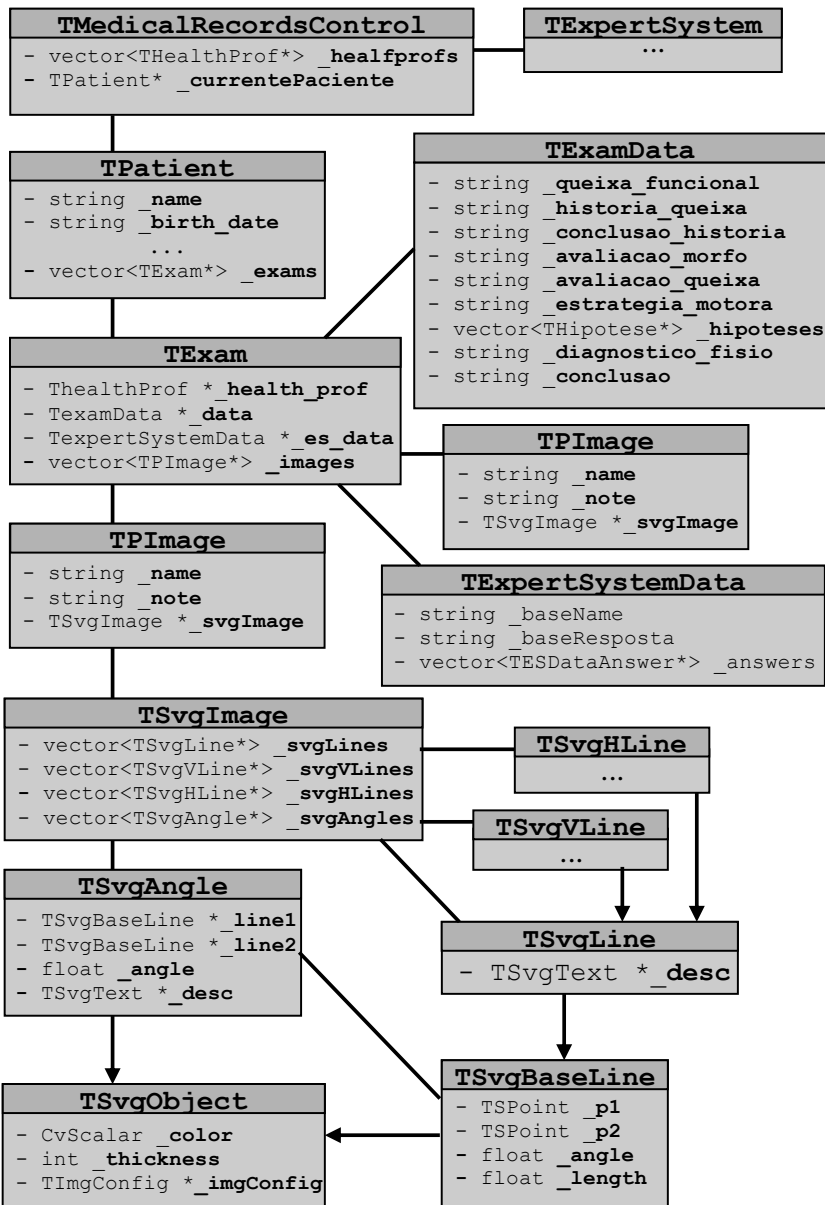 TMedicalRecordsControl
- vector<THealthProf*> _healfprofs
- TPatient* _currentePaciente
TExpertSystem
...
TPatient
- string _name
- string _birth_date
...
- vector<TExam*> _exams
TExamData
- string _queixa_funcional
- string _historia_queixa
- string _conclusao_historia
- string _avaliacao_morfo
- string _avaliacao_queixa
- string _estrategia_motora
- vector<THipotese*> _hipoteses
- string _diagnostico_fisio
- string _conclusao
TExam
- ThealthProf *_health_prof
- TexamData *_data
- TexpertSystemData *_es_data
- vector<TPImage*> _images
TPImage
- string _name
- string _note
- TSvgImage *_svgImage
TPImage
- string _name
- string _note
- TSvgImage *_svgImage
TExpertSystemData
- string _baseName
- string _baseResposta
- vector<TESDataAnswer*> _answers
TSvgImage
- vector<TSvgLine*> _svgLines
- vector<TSvgVLine*> _svgVLines
- vector<TSvgHLine*> _svgHLines
- vector<TSvgAngle*> _svgAngles
TSvgHLine
...
TSvgVLine
...
TSvgAngle
- TSvgBaseLine *_line1
- TSvgBaseLine *_line2
- float _angle
- TSvgText *_desc
TSvgLine
- TSvgText *_desc
TSvgObject
- CvScalar _color
- int _thickness
- TImgConfig *_imgConfig
TSvgBaseLine
- TSPoint _p1
- TSPoint _p2
- float _angle
- float _length